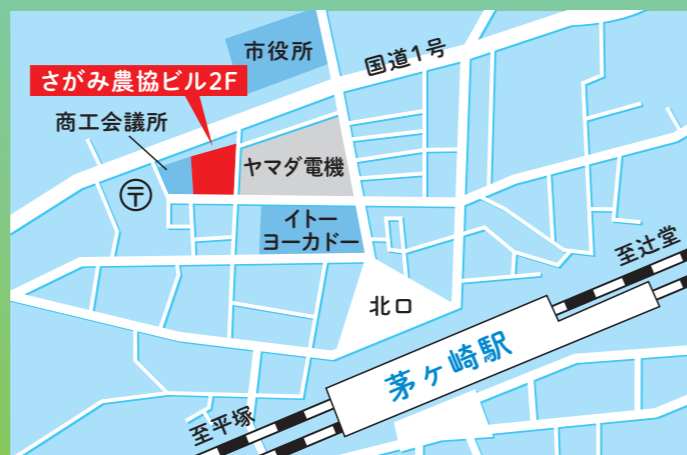 市役所
国道1号
さがみ農協ビル2F
商工会議所
ヤマダ電機
〒
イトー
ヨーカドー
至辻堂
北口
茅ヶ崎駅
至平塚